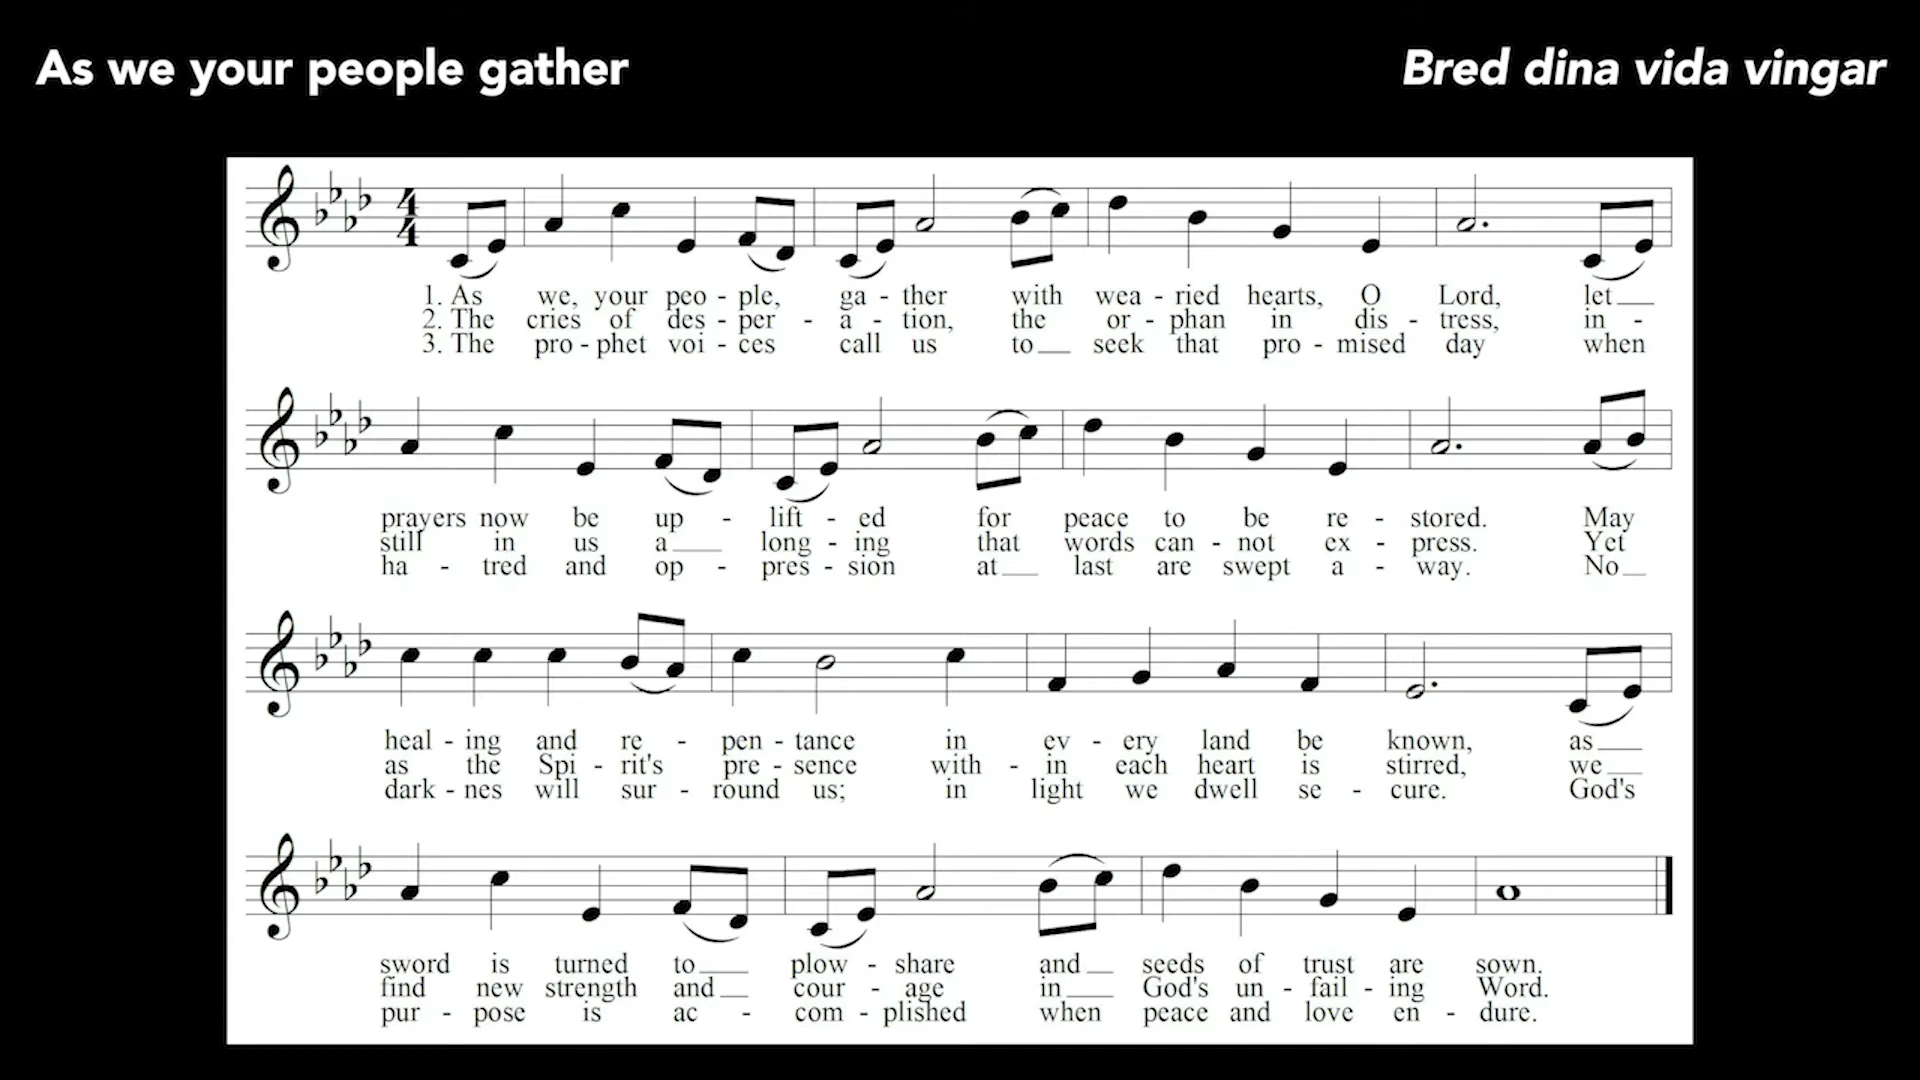 As we your people gather
Bred dina vida vingar
4
4
1. As we, your peo - ple, ga - ther with wea - ried hearts, O Lord, let
2. The cries of des - per - a - tion, the or - phan in dis - tress, in -
3. The pro - phet voi - ces call us to seek that pro - mised day when
prayers now be up - lift - ed for peace to be re - stored. May
still in us a long - ing that words can - not ex - press. Yet
ha - tred and op - pres - sion at last are swept a - way. No
heal - ing and re - pen - tance in ev - ery land be known, as
as the Spi - rit's pre - sence with - in each heart is stirred, we
dark - nes will sur - round us; in light we dwell se - cure. God's
sword is turned to plow - share and seeds of trust are sown.
find new strength and cour - age in God's un - fail - ing Word.
pur - pose is ac - com - plished when peace and love en - dure.